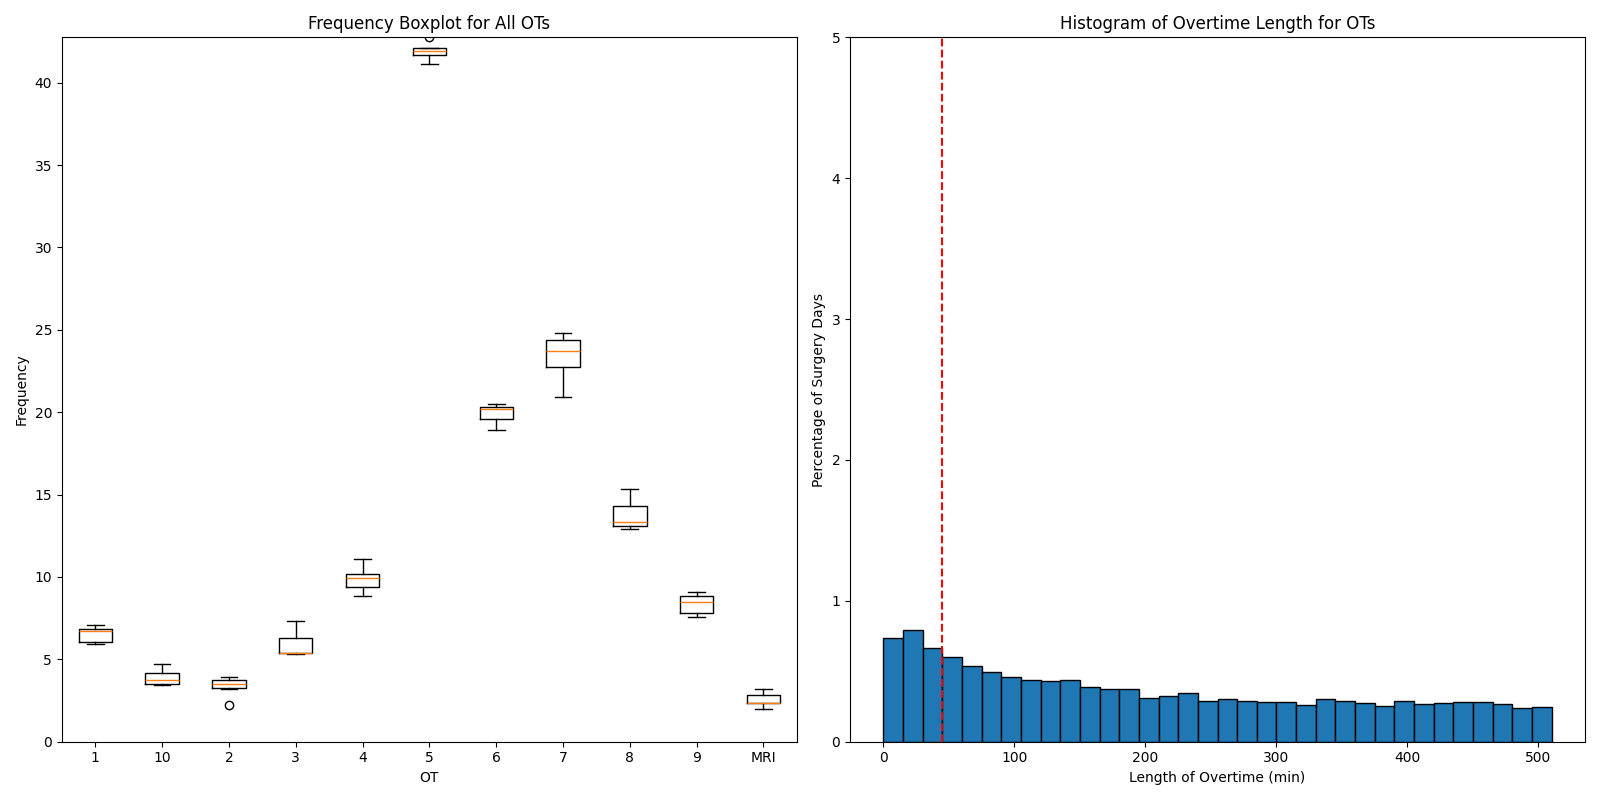 Frequency Boxplot for All OTs
Frequency
40
35
30
25
20
15
10
5
0
1 10 2 3 4 5 6 7 8 9 MRI
OT
Histogram of Overtime Length for OTs
Percentage of Surgery Days
5
4
3
2
1
0
0 100 200 300 400 500
Length of Overtime (min)